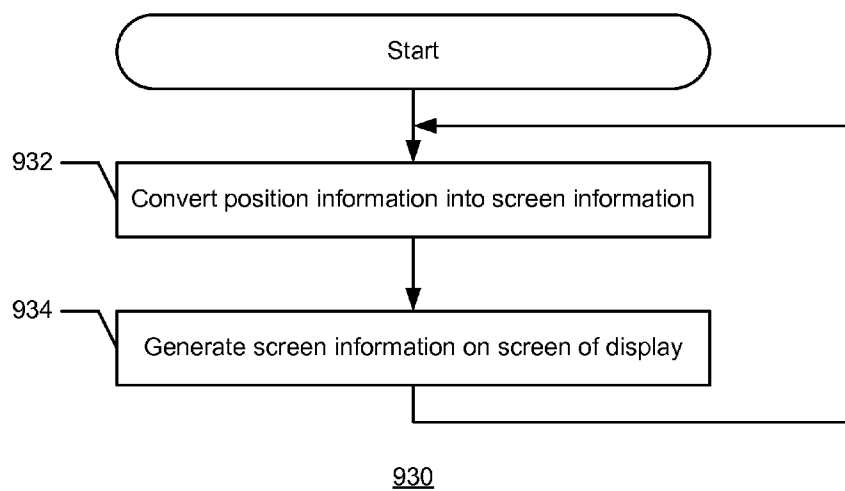 Start
932
Convert position information into screen information
934
Generate screen information on screen of display
930